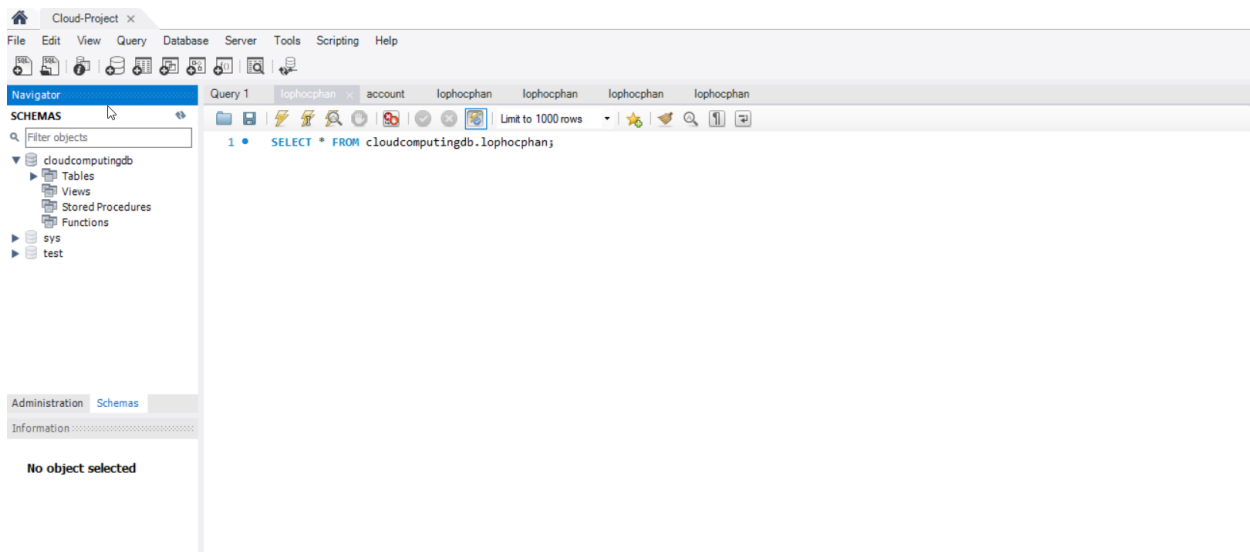 Cloud-Project
File Edit View Query Database Server Tools Scripting Help
Navigator
SCHEMAS
Filter objects
cloudcomputingdb
Tables
Views
Stored Procedures
Functions
sys
test
Administration Schemas
Information
No object selected
Query 1 lophocphan account lophocphan lophocphan lophocphan lophocphan
Limit to 1000 rows
1 SELECT * FROM cloudcomputingdb.lophocphan;